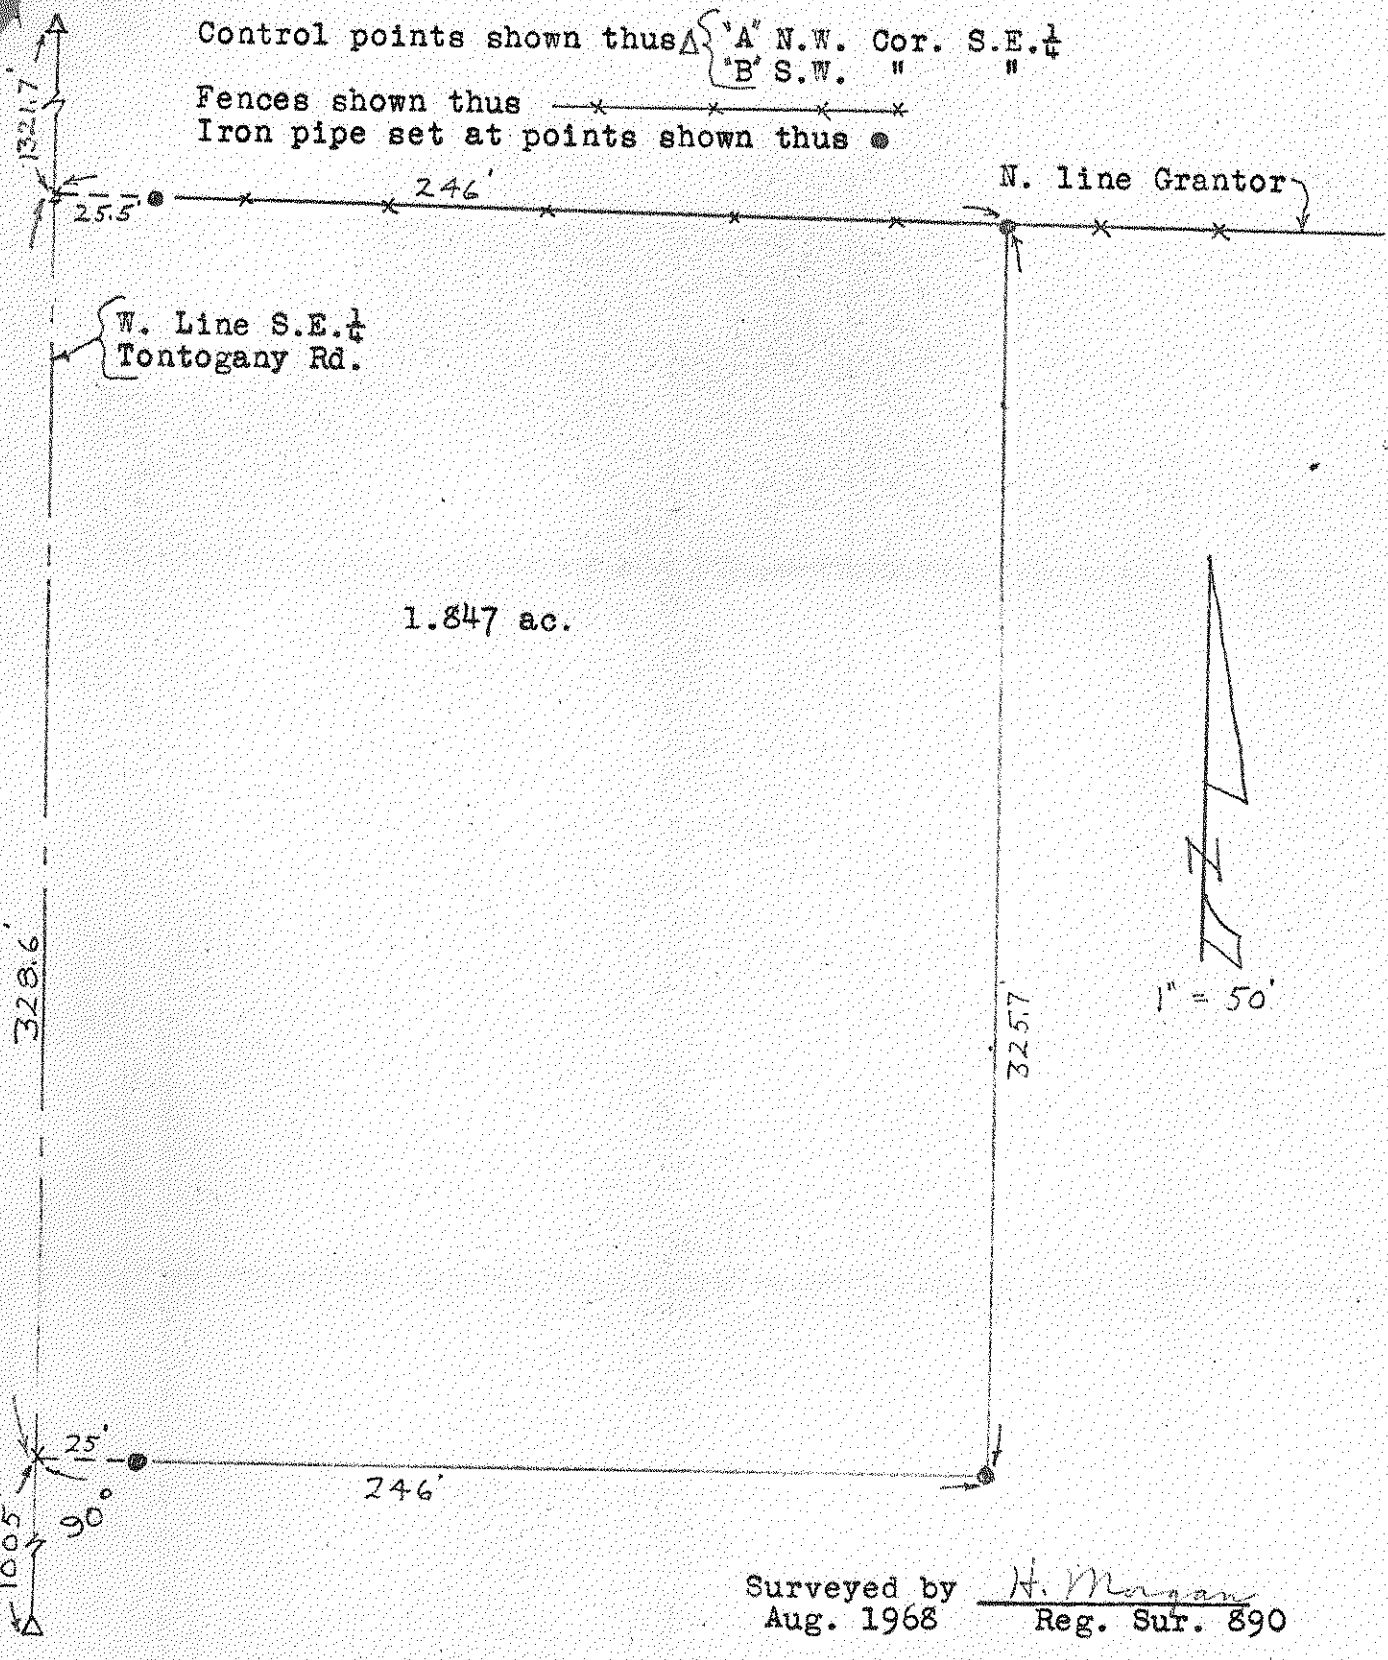 Control points shown thus △ "A" N.W. Cor. S.E.¼
"B" S.W. " "
Fences shown thus
Iron pipe set at points shown thus ●
1321.7'
246'
N. line Grantor
25.5'
W. Line S.E.¼
Tontogany Rd.
1.847 ac.
328.6'
N
325.7'
1" = 50'
25'
246'
90°
1005
Surveyed by H. Morgan
Aug. 1968 Reg. Sur. 890